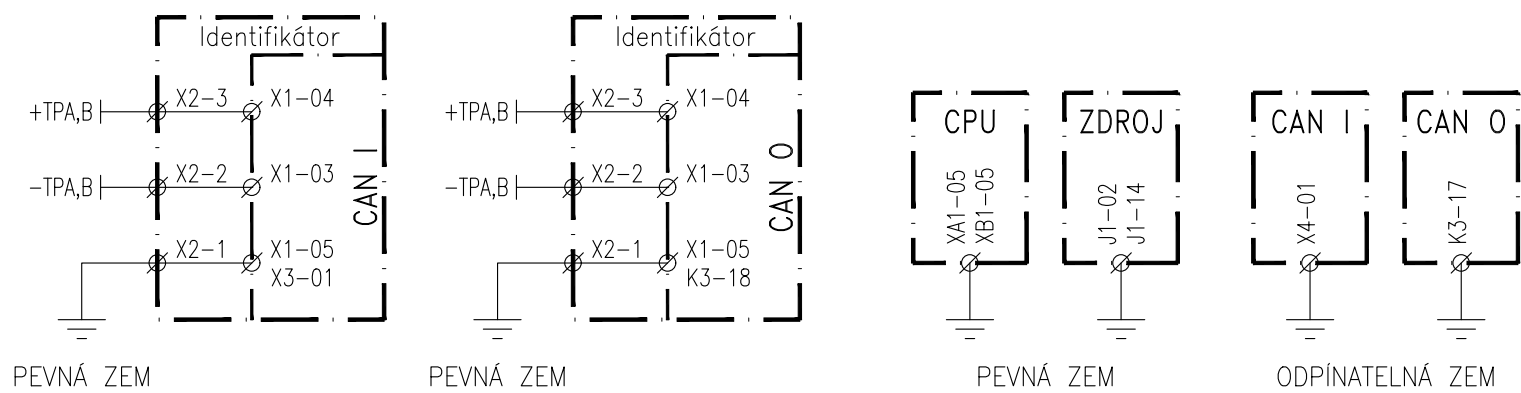 Identifikátor
+TPA,B
X2-3
X1-04
-TPA,B
X2-2
X1-03
CAN I
X2-1
X1-05
X3-01
PEVNÁ ZEM
Identifikátor
+TPA,B
X2-3
X1-04
-TPA,B
X2-2
X1-03
CAN O
X2-1
X1-05
K3-18
PEVNÁ ZEM
CPU
XA1-05
XB1-05
ZDROJ
J1-02
J1-14
PEVNÁ ZEM
CAN I
X4-01
CAN O
K3-17
ODPÍNATELNÁ ZEM